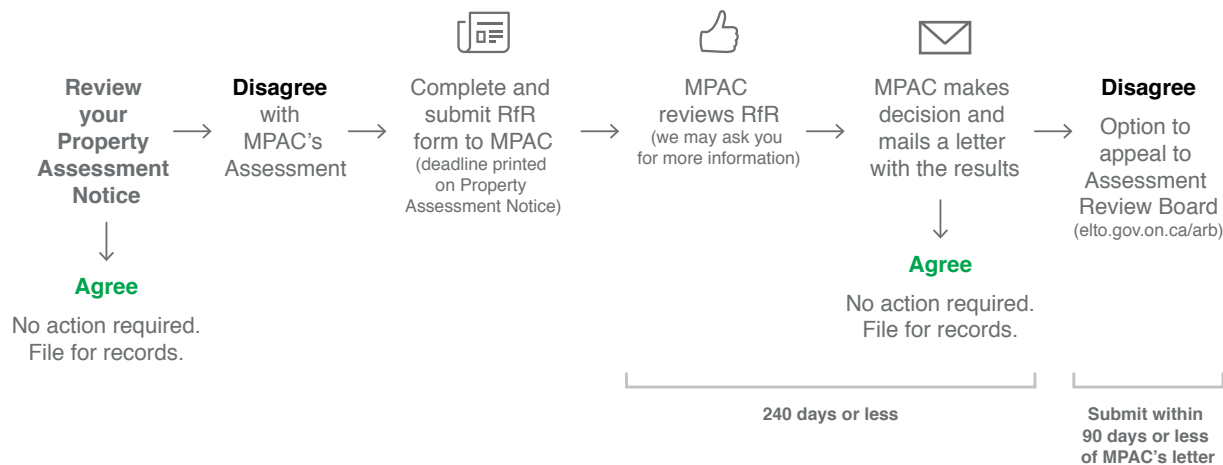 Review
your
Property
Assessment
Notice
Agree
No action required.
File for records.
Disagree
with
MPAC's
Assessment
Complete and
submit RfR
form to MPAC
(deadline printed
on Property
Assessment Notice)
MPAC
reviews RfR
(we may ask you
for more information)
MPAC makes
decision and
mails a letter
with the results
Agree
No action required.
File for records.
Disagree
Option to
appeal to
Assessment
Review Board
(elto.gov.on.ca/arb)
240 days or less
Submit within
90 days or less
of MPAC's letter